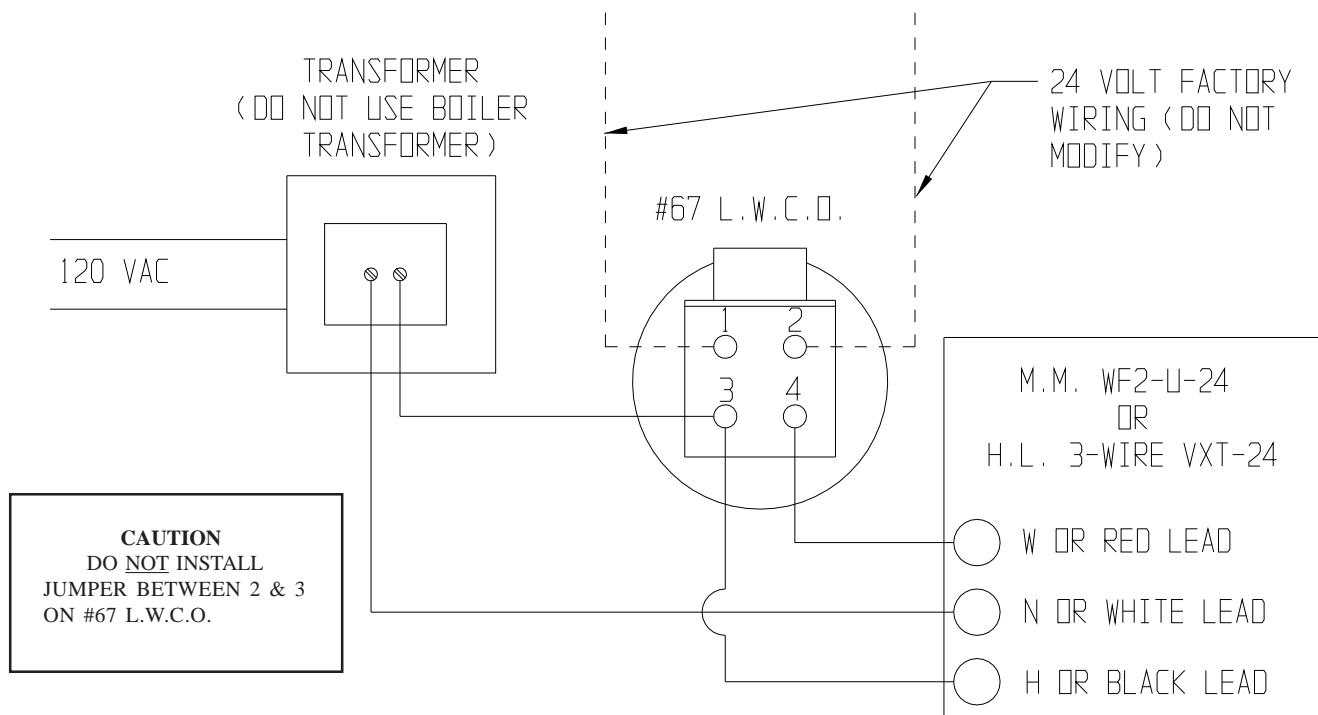 TRANSFORMER
(DO NOT USE BOILER
TRANSFORMER)
24 VOLT FACTORY
WIRING (DO NOT
MODIFY)
#67 L.W.C.O.
120 VAC
1 2
3 4
M.M. WF2-U-24
OR
H.L. 3-WIRE VXT-24
W OR RED LEAD
N OR WHITE LEAD
H OR BLACK LEAD
CAUTION
DO NOT INSTALL
JUMPER BETWEEN 2 & 3
ON #67 L.W.C.O.